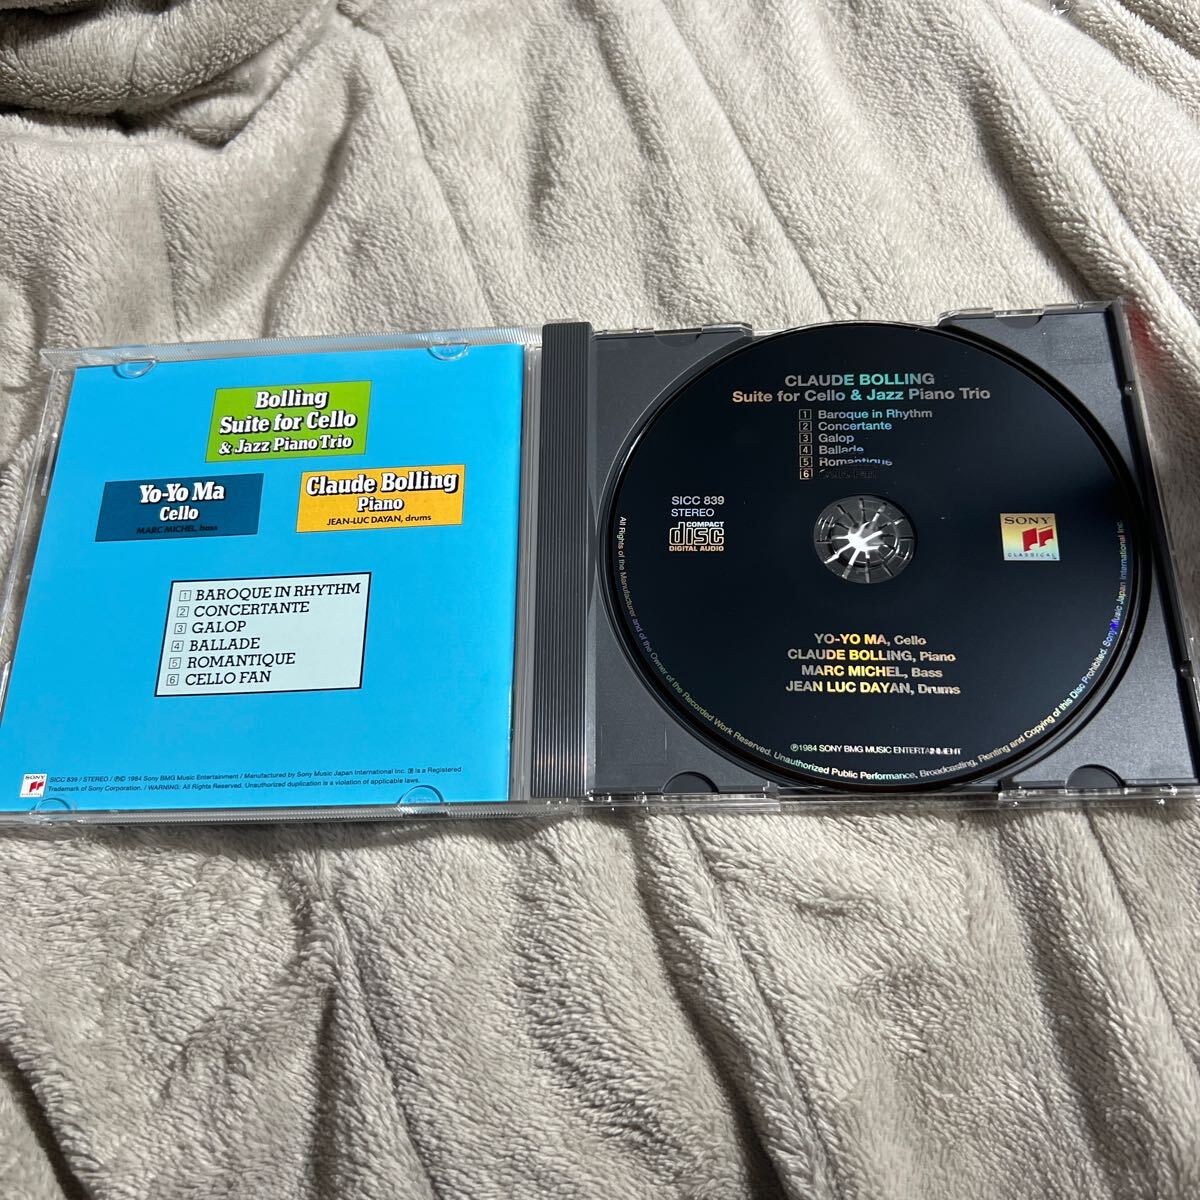 Bolling
Suite for Cello
& Jazz Piano Trio
Yo-Yo Ma
Cello
MARC MICHEL, bass
Claude Bolling
Piano
JEAN-LUC DAYAN, drums
1 BAROQUE IN RHYTHM
2 CONCERTANTE
3 GALOP
4 BALLADE
5 ROMANTIQUE
6 CELLO FAN
SONY
CLASSICAL
SICC 839 / STEREO / ℗© 1984 Sony BMG Music Entertainment / Manufactured by Sony Music Japan International Inc. is a Registered
Trademark of Sony Corporation. / WARNING: All Rights Reserved. Unauthorized duplication is a violation of applicable laws.
CLAUDE BOLLING
Suite for Cello & Jazz Piano Trio
1 Baroque in Rhythm
2 Concertante
3 Galop
4 Ballade
5 Romantique
6
SICC 839
STEREO
COMPACT
disc
DIGITAL AUDIO
SONY
CLASSICAL
YO-YO MA, Cello
CLAUDE BOLLING, Piano
MARC MICHEL, Bass
JEAN LUC DAYAN, Drums
℗1984 SONY BMG MUSIC ENTERTAINMENT
All Rights of the Manufacturer and of the Owner of the Recorded Work Reserved. Unauthorized Public Performance, Broadcasting, Renting and Copying of this Disc Prohibited. Sony Music Japan International Inc.